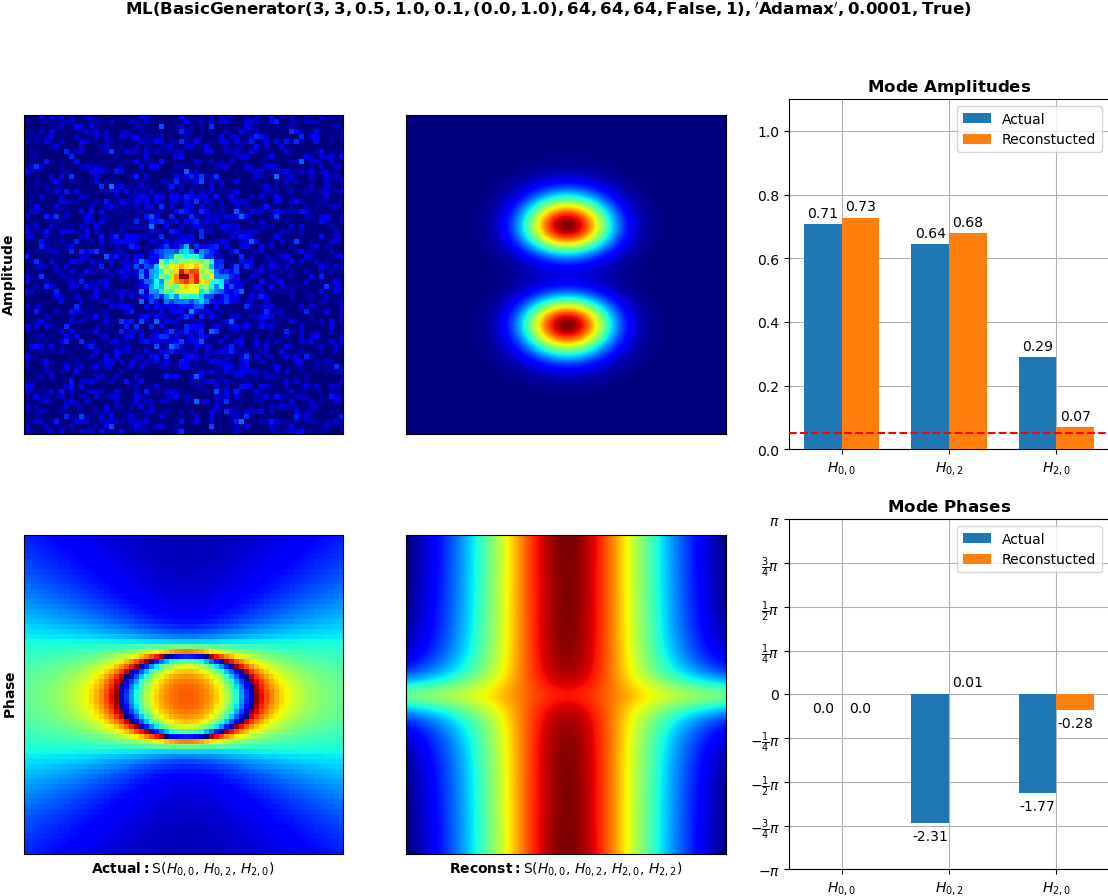 ML(BasicGenerator(3, 3, 0.5, 1.0, 0.1, (0.0, 1.0), 64, 64, 64, False, 1), ′Adamax′, 0.0001, True)
Amplitude
Mode Amplitudes
Actual
Reconstucted
1.0
0.8
0.6
0.4
0.2
0.0
0.71
0.73
0.64
0.68
0.29
0.07
H0, 0
H0, 2
H2, 0
Phase
Actual: S(H0, 0, H0, 2, H2, 0)
Reconst: S(H0, 0, H0, 2, H2, 0, H2, 2)
Mode Phases
Actual
Reconstucted
π
3/4π
1/2π
1/4π
0
−1/4π
−1/2π
−3/4π
−π
0.0
0.0
-2.31
0.01
-1.77
-0.28
H0, 0
H0, 2
H2, 0